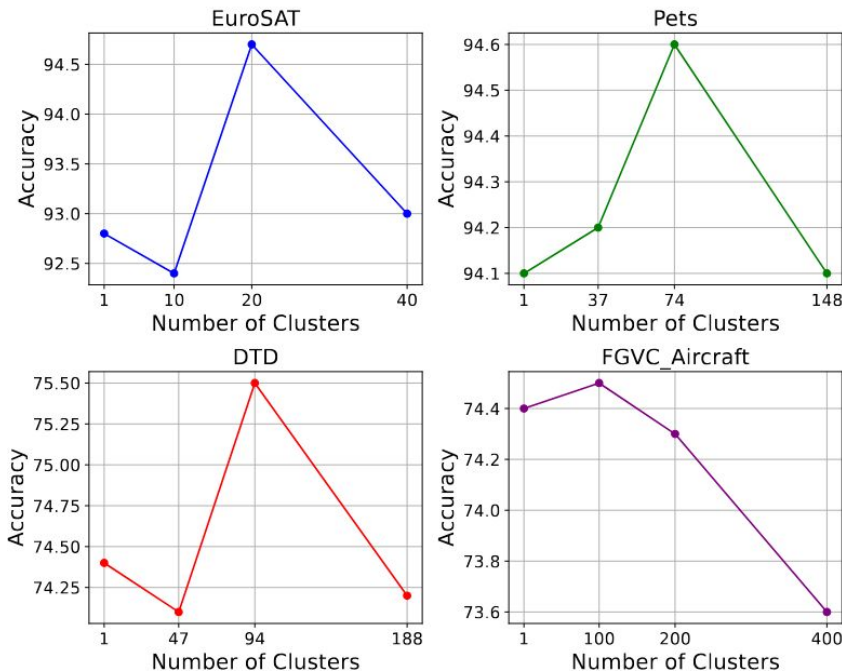 EuroSAT
Accuracy
94.5
94.0
93.5
93.0
92.5
1 10 20 40
Number of Clusters
Pets
Accuracy
94.6
94.5
94.4
94.3
94.2
94.1
1 37 74 148
Number of Clusters
DTD
Accuracy
75.50
75.25
75.00
74.75
74.50
74.25
1 47 94 188
Number of Clusters
FGVC_Aircraft
Accuracy
74.4
74.2
74.0
73.8
73.6
1 100 200 400
Number of Clusters